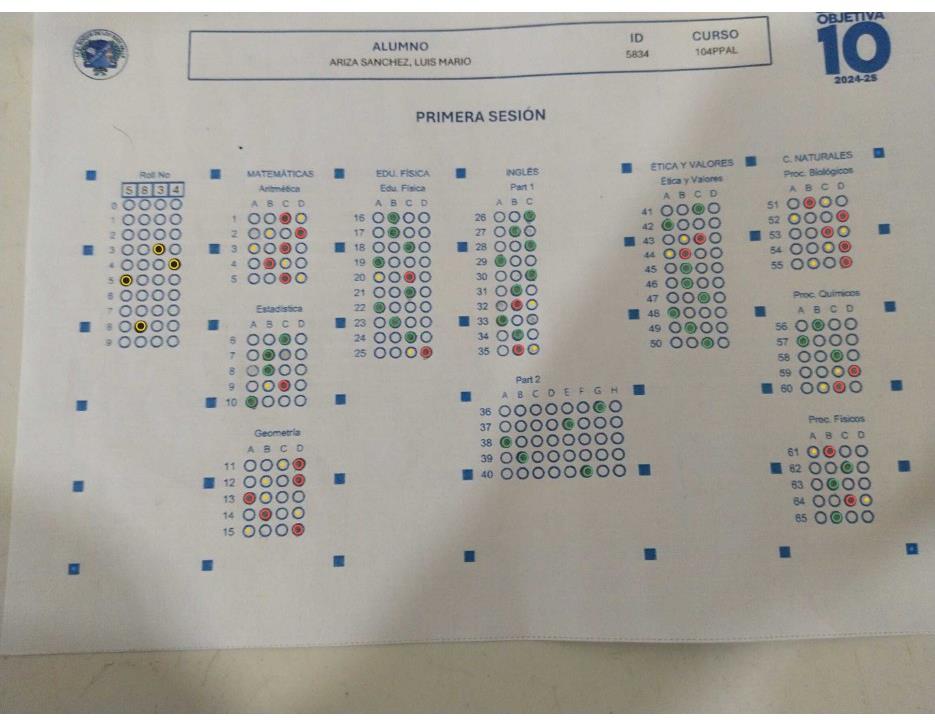 OBJETIVA
10
2024-2S
ALUMNO
ARIZA SANCHEZ, LUIS MARIO
ID
5834
CURSO
104PPAL
PRIMERA SESIÓN
Roll No
5 8 3 4
0
1
2
3
4
5
6
7
8
9
MATEMÁTICAS
Aritmética
A B C D
1
2
3
4
5
Estadística
A B C D
6
7
8
9
10
Geometría
A B C D
11
12
13
14
15
EDU. FÍSICA
Edu. Física
A B C D
16
17
18
19
20
21
22
23
24
25
INGLÉS
Part 1
A B C
26
27
28
29
30
31
32
33
34
35
Part 2
A B C D E F G H
36
37
38
39
40
ÉTICA Y VALORES
Ética y Valores
A B C D
41
42
43
44
45
46
47
48
49
50
C. NATURALES
Proc. Biológicos
A B C D
51
52
53
54
55
Proc. Químicos
A B C D
56
57
58
59
60
Proc. Físicos
A B C D
61
62
63
64
65